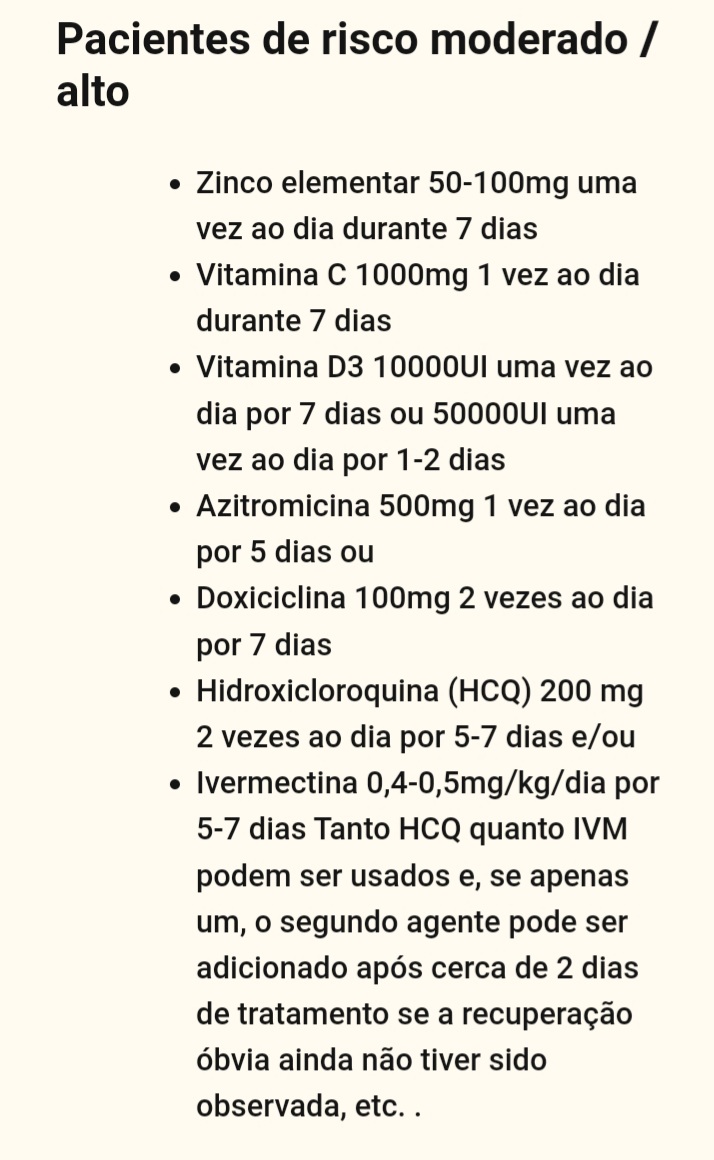 Pacientes de risco moderado /
alto
• Zinco elementar 50-100mg uma
vez ao dia durante 7 dias
• Vitamina C 1000mg 1 vez ao dia
durante 7 dias
• Vitamina D3 10000UI uma vez ao
dia por 7 dias ou 50000UI uma
vez ao dia por 1-2 dias
• Azitromicina 500mg 1 vez ao dia
por 5 dias ou
• Doxiciclina 100mg 2 vezes ao dia
por 7 dias
• Hidroxicloroquina (HCQ) 200 mg
2 vezes ao dia por 5-7 dias e/ou
• Ivermectina 0,4-0,5mg/kg/dia por
5-7 dias Tanto HCQ quanto IVM
podem ser usados e, se apenas
um, o segundo agente pode ser
adicionado após cerca de 2 dias
de tratamento se a recuperação
óbvia ainda não tiver sido
observada, etc. .